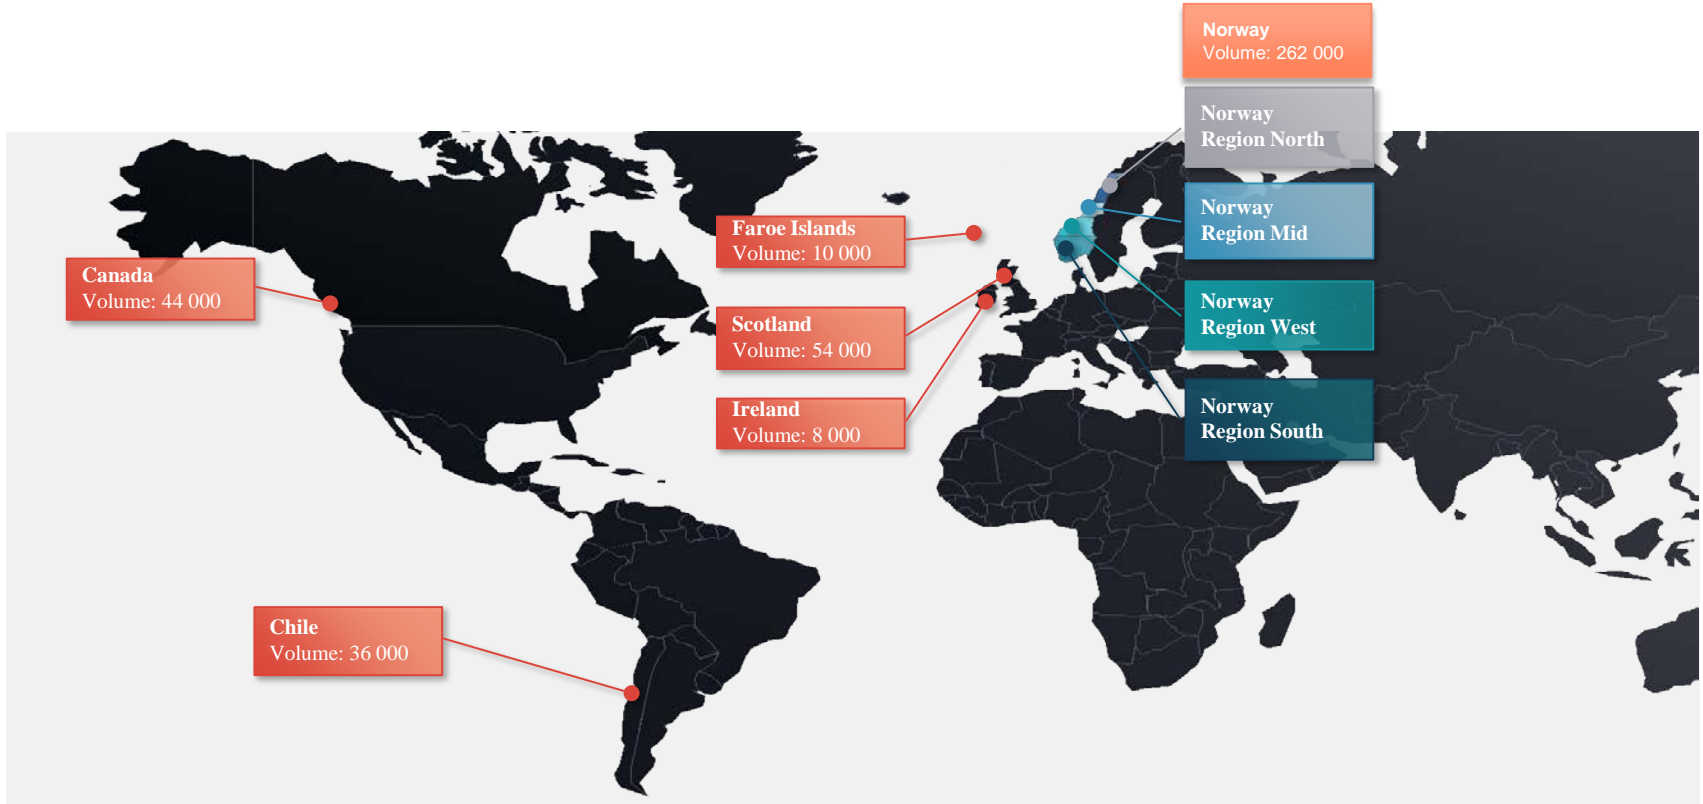 Norway
Volume: 262 000
Norway
Region North
Norway
Region Mid
Faroe Islands
Volume: 10 000
Canada
Volume: 44 000
Norway
Region West
Scotland
Volume: 54 000
Norway
Region South
Ireland
Volume: 8 000
Chile
Volume: 36 000